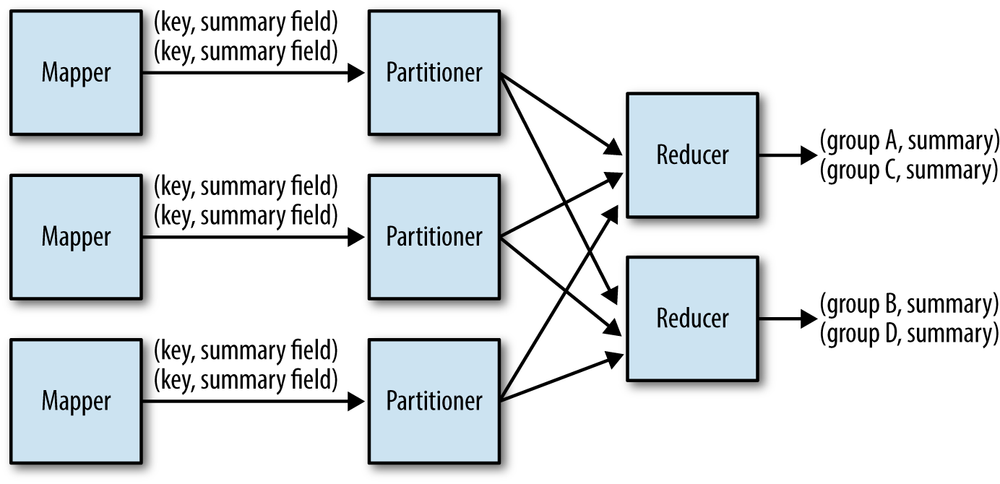 Mapper
(key, summary field)
(key, summary field)
Partitioner
Mapper
(key, summary field)
(key, summary field)
Partitioner
Mapper
(key, summary field)
(key, summary field)
Partitioner
Reducer
(group A, summary)
(group C, summary)
Reducer
(group B, summary)
(group D, summary)